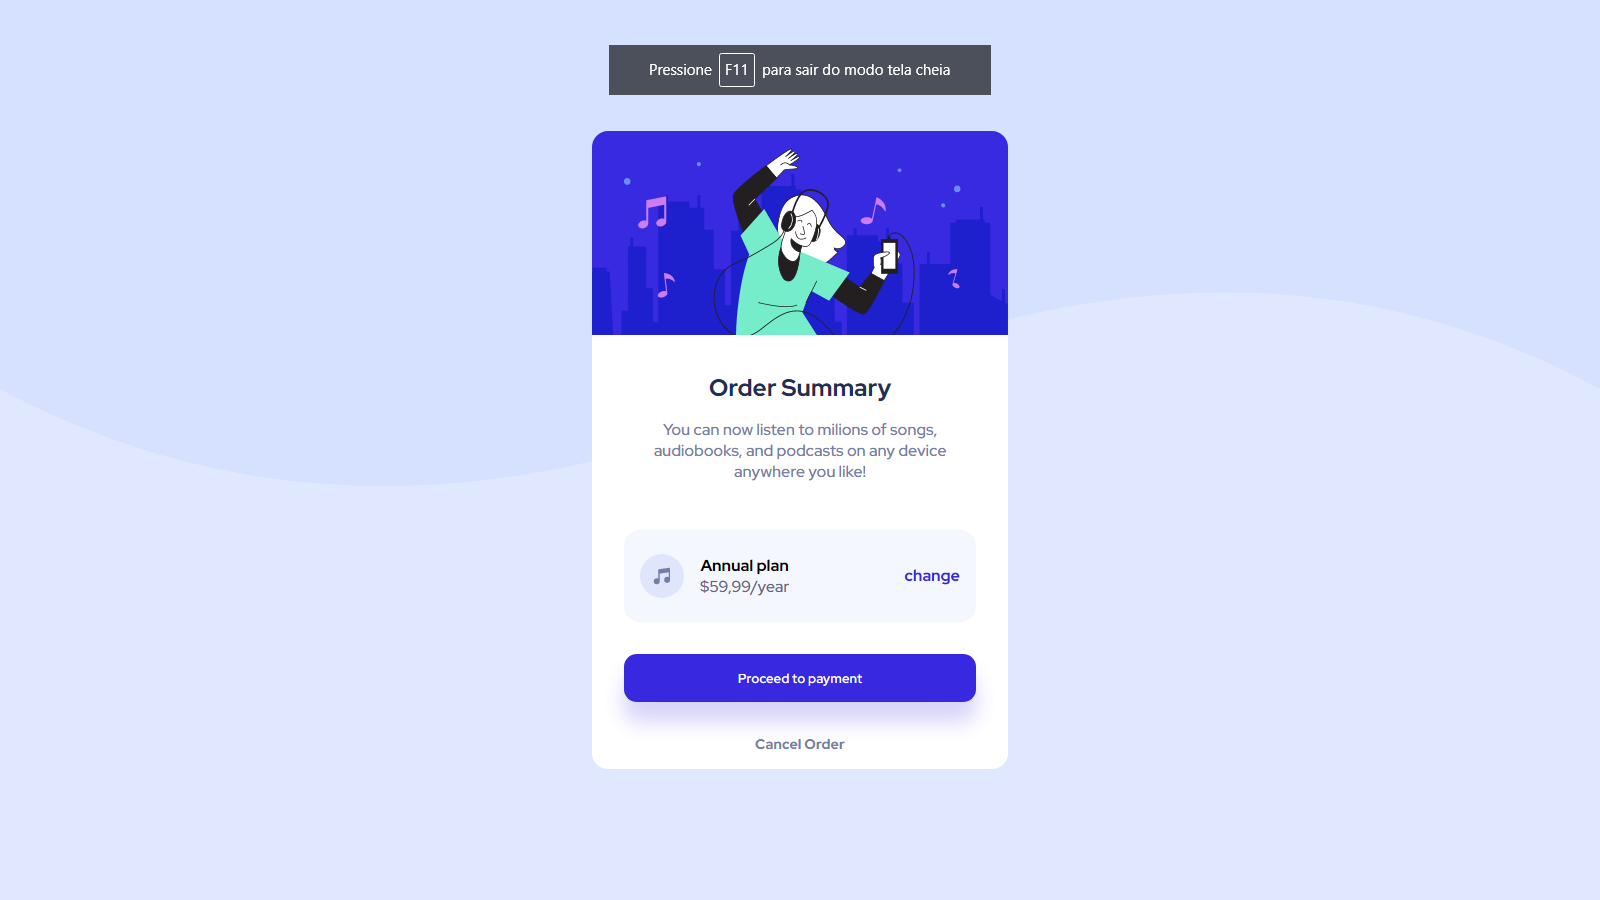 Pressione F11 para sair do modo tela cheia
Order Summary
You can now listen to milions of songs,
audiobooks, and podcasts on any device
anywhere you like!
Annual plan
$59,99/year
change
Proceed to payment
Cancel Order